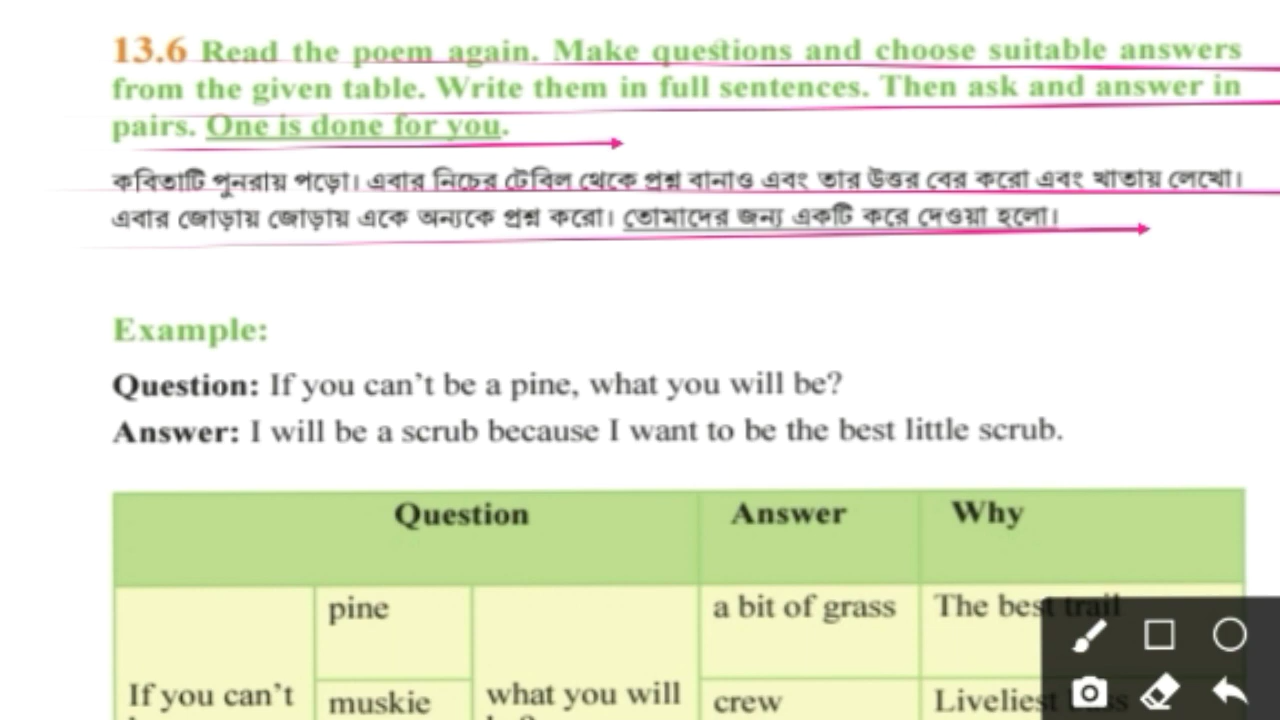 13.6 Read the poem again. Make questions and choose suitable answers
from the given table. Write them in full sentences. Then ask and answer in
pairs. One is done for you.
কবিতাটি পুনরায় পড়ো। এবার নিচের টেবিল থেকে প্রশ্ন বানাও এবং তার উত্তর বের করো এবং খাতায় লেখো।
এবার জোড়ায় জোড়ায় একে অন্যকে প্রশ্ন করো। তোমাদের জন্য একটি করে দেওয়া হলো।
Example:
Question: If you can't be a pine, what you will be?
Answer: I will be a scrub because I want to be the best little scrub.
Question Answer Why
pine a bit of grass The best trail
If you can't muskie what you will crew Liveliest bass